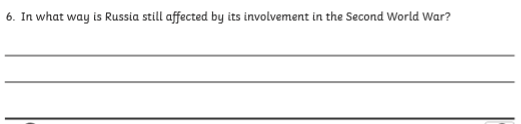 6. In what way is Russia still affected by its involvement in the Second World War?